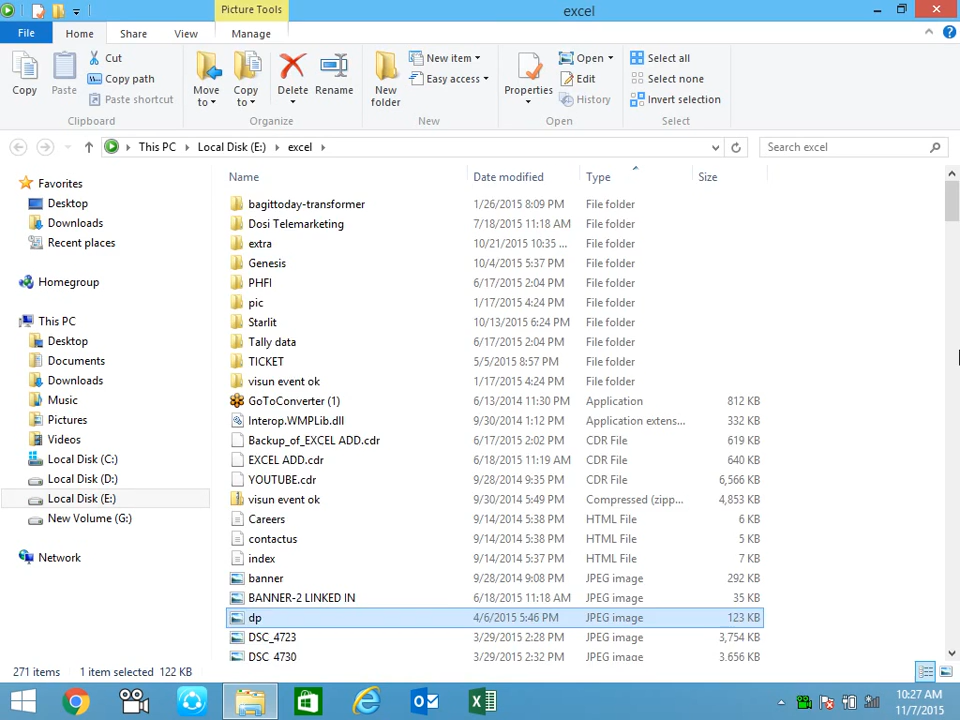 Picture Tools
excel
File Home Share View Manage
Copy
Paste
Cut
Copy path
Paste shortcut
Clipboard
Move to
Copy to
Delete
Rename
Organize
New folder
New item
Easy access
New
Properties
Open
Edit
History
Open
Select all
Select none
Invert selection
Select
This PC Local Disk (E:) excel
Search excel
Favorites
Desktop
Downloads
Recent places
Homegroup
This PC
Desktop
Documents
Downloads
Music
Pictures
Videos
Local Disk (C:)
Local Disk (D:)
Local Disk (E:)
New Volume (G:)
Network
Name Date modified Type Size
bagittoday-transformer 1/26/2015 8:09 PM File folder
Dosi Telemarketing 7/18/2015 11:18 AM File folder
extra 10/21/2015 10:35 ... File folder
Genesis 10/4/2015 5:37 PM File folder
PHFI 6/17/2015 2:04 PM File folder
pic 1/17/2015 4:24 PM File folder
Starlit 10/13/2015 6:24 PM File folder
Tally data 6/17/2015 2:04 PM File folder
TICKET 5/5/2015 8:57 PM File folder
visun event ok 1/17/2015 4:24 PM File folder
GoToConverter (1) 6/13/2014 11:30 PM Application 812 KB
Interop.WMPLib.dll 9/30/2014 1:12 PM Application extens... 332 KB
Backup_of_EXCEL ADD.cdr 6/17/2015 2:02 PM CDR File 619 KB
EXCEL ADD.cdr 6/18/2015 11:19 AM CDR File 640 KB
YOUTUBE.cdr 9/28/2014 9:35 PM CDR File 6,566 KB
visun event ok 9/30/2014 5:49 PM Compressed (zipp... 4,853 KB
Careers 9/14/2014 5:38 PM HTML File 6 KB
contactus 9/14/2014 5:38 PM HTML File 5 KB
index 9/14/2014 5:37 PM HTML File 7 KB
banner 9/28/2014 9:08 PM JPEG image 292 KB
BANNER-2 LINKED IN 6/18/2015 11:18 AM JPEG image 35 KB
dp 4/6/2015 5:46 PM JPEG image 123 KB
DSC_4723 3/29/2015 2:28 PM JPEG image 3,754 KB
DSC_4730 3/29/2015 2:32 PM JPEG image 3,656 KB
271 items 1 item selected 122 KB
10:27 AM
11/7/2015